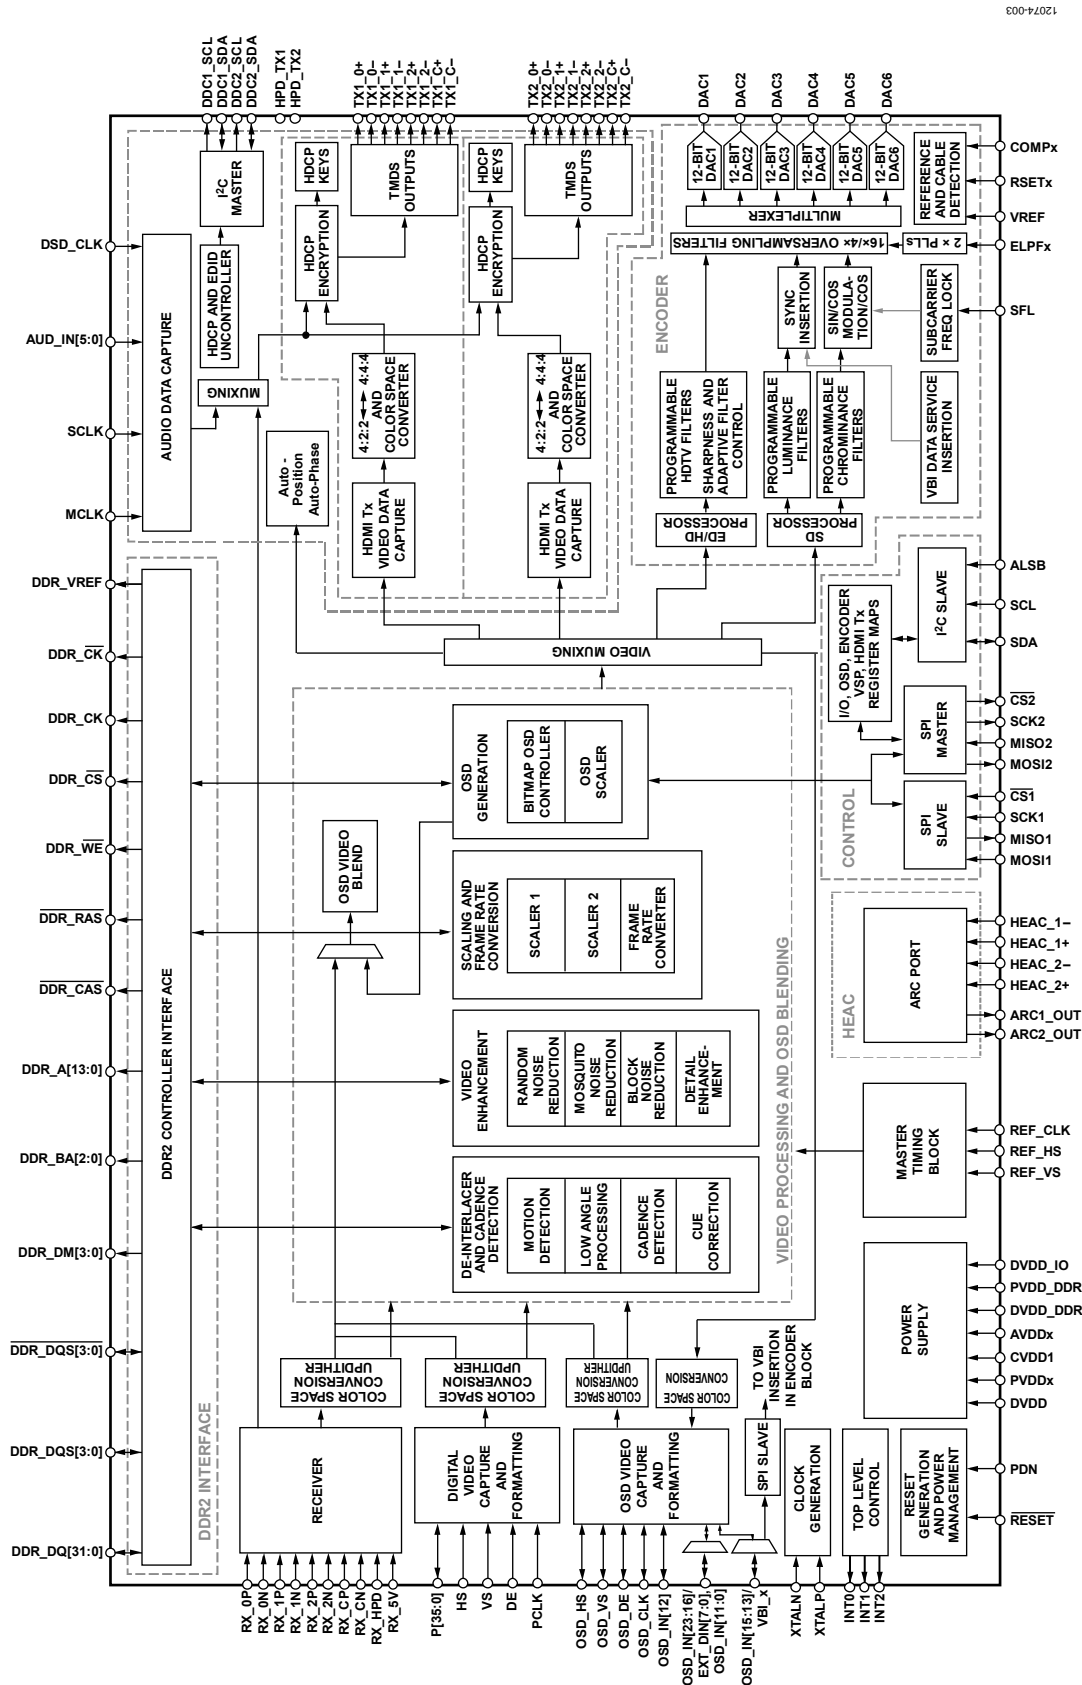 12074-003
DDC1_SCL
DDC1_SDA
DDC2_SCL
DDC2_SDA
HPD_TX1
HPD_TX2
TX1_0+
TX1_0–
TX1_1+
TX1_1–
TX1_2+
TX1_2–
TX1_C+
TX1_C–
TX2_0+
TX2_0–
TX2_1+
TX2_1–
TX2_2+
TX2_2–
TX2_C+
TX2_C–
DAC1
DAC2
DAC3
DAC4
DAC5
DAC6
DSD_CLK
AUD_IN[5:0]
SCLK
MCLK
DDR_VREF
DDR_CK
DDR_CK
DDR_CS
DDR_WE
DDR_RAS
DDR_CAS
DDR_A[13:0]
DDR_BA[2:0]
DDR_DM[3:0]
DDR_DQS[3:0]
DDR_DQS[3:0]
DDR_DQ[31:0]
AUDIO DATA CAPTURE
I²C
MASTER
HDCP AND EDID
UNCONTROLLER
MUXING
Auto -
Position
Auto-Phase
HDCP
KEYS
HDCP
ENCRYPTION
TMDS
OUTPUTS
4:2:2 4:4:4
AND
COLOR SPACE
CONVERTER
HDMI Tx
VIDEO DATA
CAPTURE
HDCP
KEYS
HDCP
ENCRYPTION
TMDS
OUTPUTS
4:2:2 4:4:4
AND
COLOR SPACE
CONVERTER
HDMI Tx
VIDEO DATA
CAPTURE
ENCODER
12-BIT
DAC1
12-BIT
DAC2
12-BIT
DAC3
12-BIT
DAC4
12-BIT
DAC5
12-BIT
DAC6
MULTIPLEXER
16×/4× OVERSAMPLING FILTERS
REFERENCE
AND CABLE
DETECTION
2 × PLLs
SYNC
INSERTION
SIN/COS
MODULA-
TION/COS
SUBCARRIER
FREQ LOCK
PROGRAMMABLE
HDTV FILTERS
SHARPNESS AND
ADAPTIVE FILTER
CONTROL
PROGRAMMABLE
LUMINANCE
FILTERS
PROGRAMMABLE
CHROMINANCE
FILTERS
VBI DATA SERVICE
INSERTION
ED/HD
PROCESSOR
SD
PROCESSOR
COMPx
RSETx
VREF
ELPFx
SFL
ALSB
SCL
SDA
CS2
SCK2
MISO2
MOSI2
CS1
SCK1
MISO1
MOSI1
HEAC_1–
HEAC_1+
HEAC_2–
HEAC_2+
ARC1_OUT
ARC2_OUT
REF_CLK
REF_HS
REF_VS
DVDD_IO
PVDD_DDR
DVDD_DDR
AVDDx
CVDD1
PVDDx
DVDD
PDN
RESET
DDR2 CONTROLLER INTERFACE
DDR2 INTERFACE
VIDEO MUXING
I/O, OSD, ENCODER
VSP, HDMI Tx
REGISTER MAPS
I²C SLAVE
SPI
MASTER
SPI
SLAVE
CONTROL
OSD
GENERATION
BITMAP OSD
CONTROLLER
OSD
SCALER
OSD VIDEO
BLEND
SCALING AND
FRAME RATE
CONVERSION
SCALER 1
SCALER 2
FRAME
RATE
CONVERTER
VIDEO
ENHANCEMENT
RANDOM
NOISE
REDUCTION
MOSQUITO
NOISE
REDUCTION
BLOCK
NOISE
REDUCTION
DETAIL
ENHANCE-
MENT
DE-INTERLACER
AND CADENCE
DETECTION
MOTION
DETECTION
LOW ANGLE
PROCESSING
CADENCE
DETECTION
CUE
CORRECTION
VIDEO PROCESSING AND OSD BLENDING
ARC PORT
HEAC
MASTER
TIMING
BLOCK
POWER
SUPPLY
COLOR SPACE
CONVERSION
UPDITHER
COLOR SPACE
CONVERSION
UPDITHER
COLOR SPACE
CONVERSION
UPDITHER
COLOR SPACE
CONVERSION
TO VBI
INSERTION
IN ENCODER
BLOCK
RECEIVER
DIGITAL
VIDEO
CAPTURE
AND
FORMATTING
OSD VIDEO
CAPTURE
AND
FORMATTING
SPI SLAVE
CLOCK
GENERATION
TOP LEVEL
CONTROL
RESET
GENERATION
AND POWER
MANAGEMENT
RX_0P
RX_0N
RX_1P
RX_1N
RX_2P
RX_2N
RX_CP
RX_CN
RX_HPD
RX_5V
P[35:0]
HS
VS
DE
PCLK
OSD_HS
OSD_VS
OSD_DE
OSD_CLK
OSD_IN[12]
OSD_IN[23:16]/
EXT_DIN[7:0],
OSD_IN[11:0]
OSD_IN[15:13]/
VBI_x
XTALN
XTALP
INT0
INT1
INT2